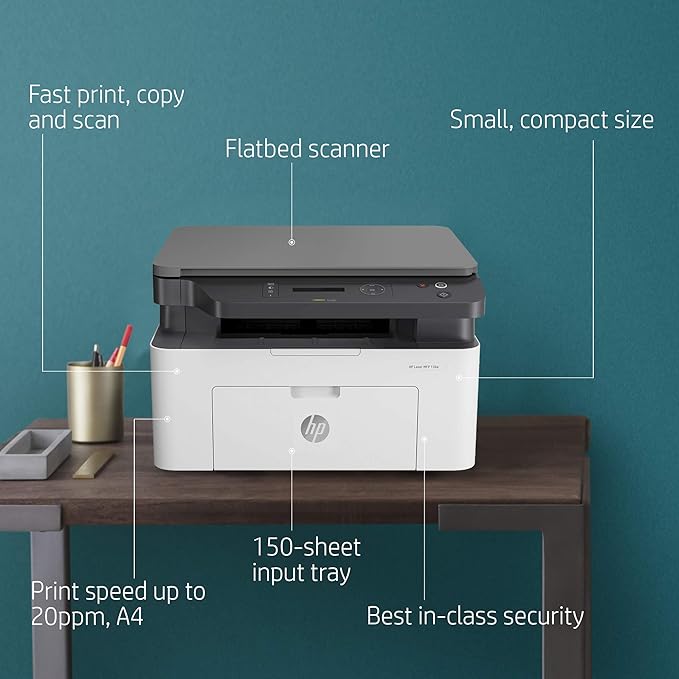 Fast print, copy
and scan
Small, compact size
Flatbed scanner
hp
150-sheet
input tray
Print speed up to
20ppm, A4
Best in-class security